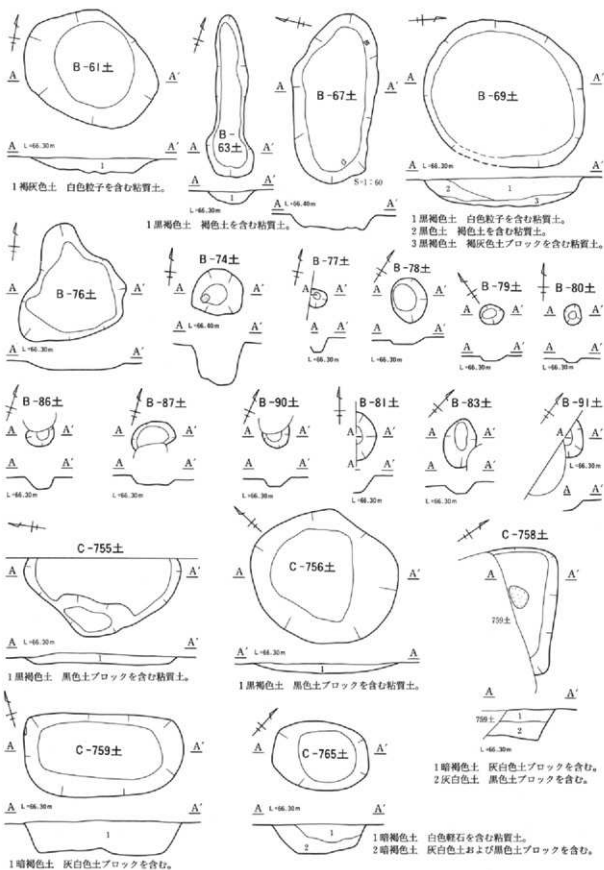 B-61土
A A′
A L=66.30m A′
1
1褐灰色土 白色粒子を含む粘質土。
B-63土
A A′
A A′
1
L=66.30m
1黒褐色土 褐色土を含む粘質土。
B-67土
A A′
S=1:60
L=66.40m
A A′
B-69土
A A′
A L=66.30m A′
2 1 3
1黒褐色土 白色粒子を含む粘質土。
2黒色土 褐色土を含む粘質土。
3黒褐色土 褐灰色土ブロックを含む粘質土。
B-76土
A A′
A L=66.30m A′
B-74土
A A′
A L=66.40m A′
B-77土
A A′
A A′
L=66.30m
B-78土
A A′
A A′
L=66.30m
B-79土
A A′
A A′
L=66.30m
B-80土
A A′
A A′
L=66.30m
B-86土
A A′
A A′
L=66.30m
B-87土
A A′
A A′
L=66.30m
B-90土
A A′
A A′
L=66.30m
B-81土
A A′
A A′
L=66.30m
B-83土
A A′
A A′
L=66.30m
B-91土
A A′
L=66.30m
A A′
C-755土
A A′
A L=66.30m A′
1
1黒褐色土 黒色土ブロックを含む粘質土。
C-756土
A A′
A′ L=66.30m A
1
1黒褐色土 黒色土ブロックを含む粘質土。
C-758土
A A′
759土
A A′
759土 1
2
L=66.30m
1暗褐色土 灰白色土ブロックを含む。
2灰白色土 黒色土ブロックを含む。
C-759土
A A′
A L=66.30m A′
1
1暗褐色土 灰白色土ブロックを含む。
C-765土
A A′
A L=66.30m A′
1
2
1暗褐色土 白色軽石を含む粘質土。
2暗褐色土 灰白色土および黒色土ブロックを含む。